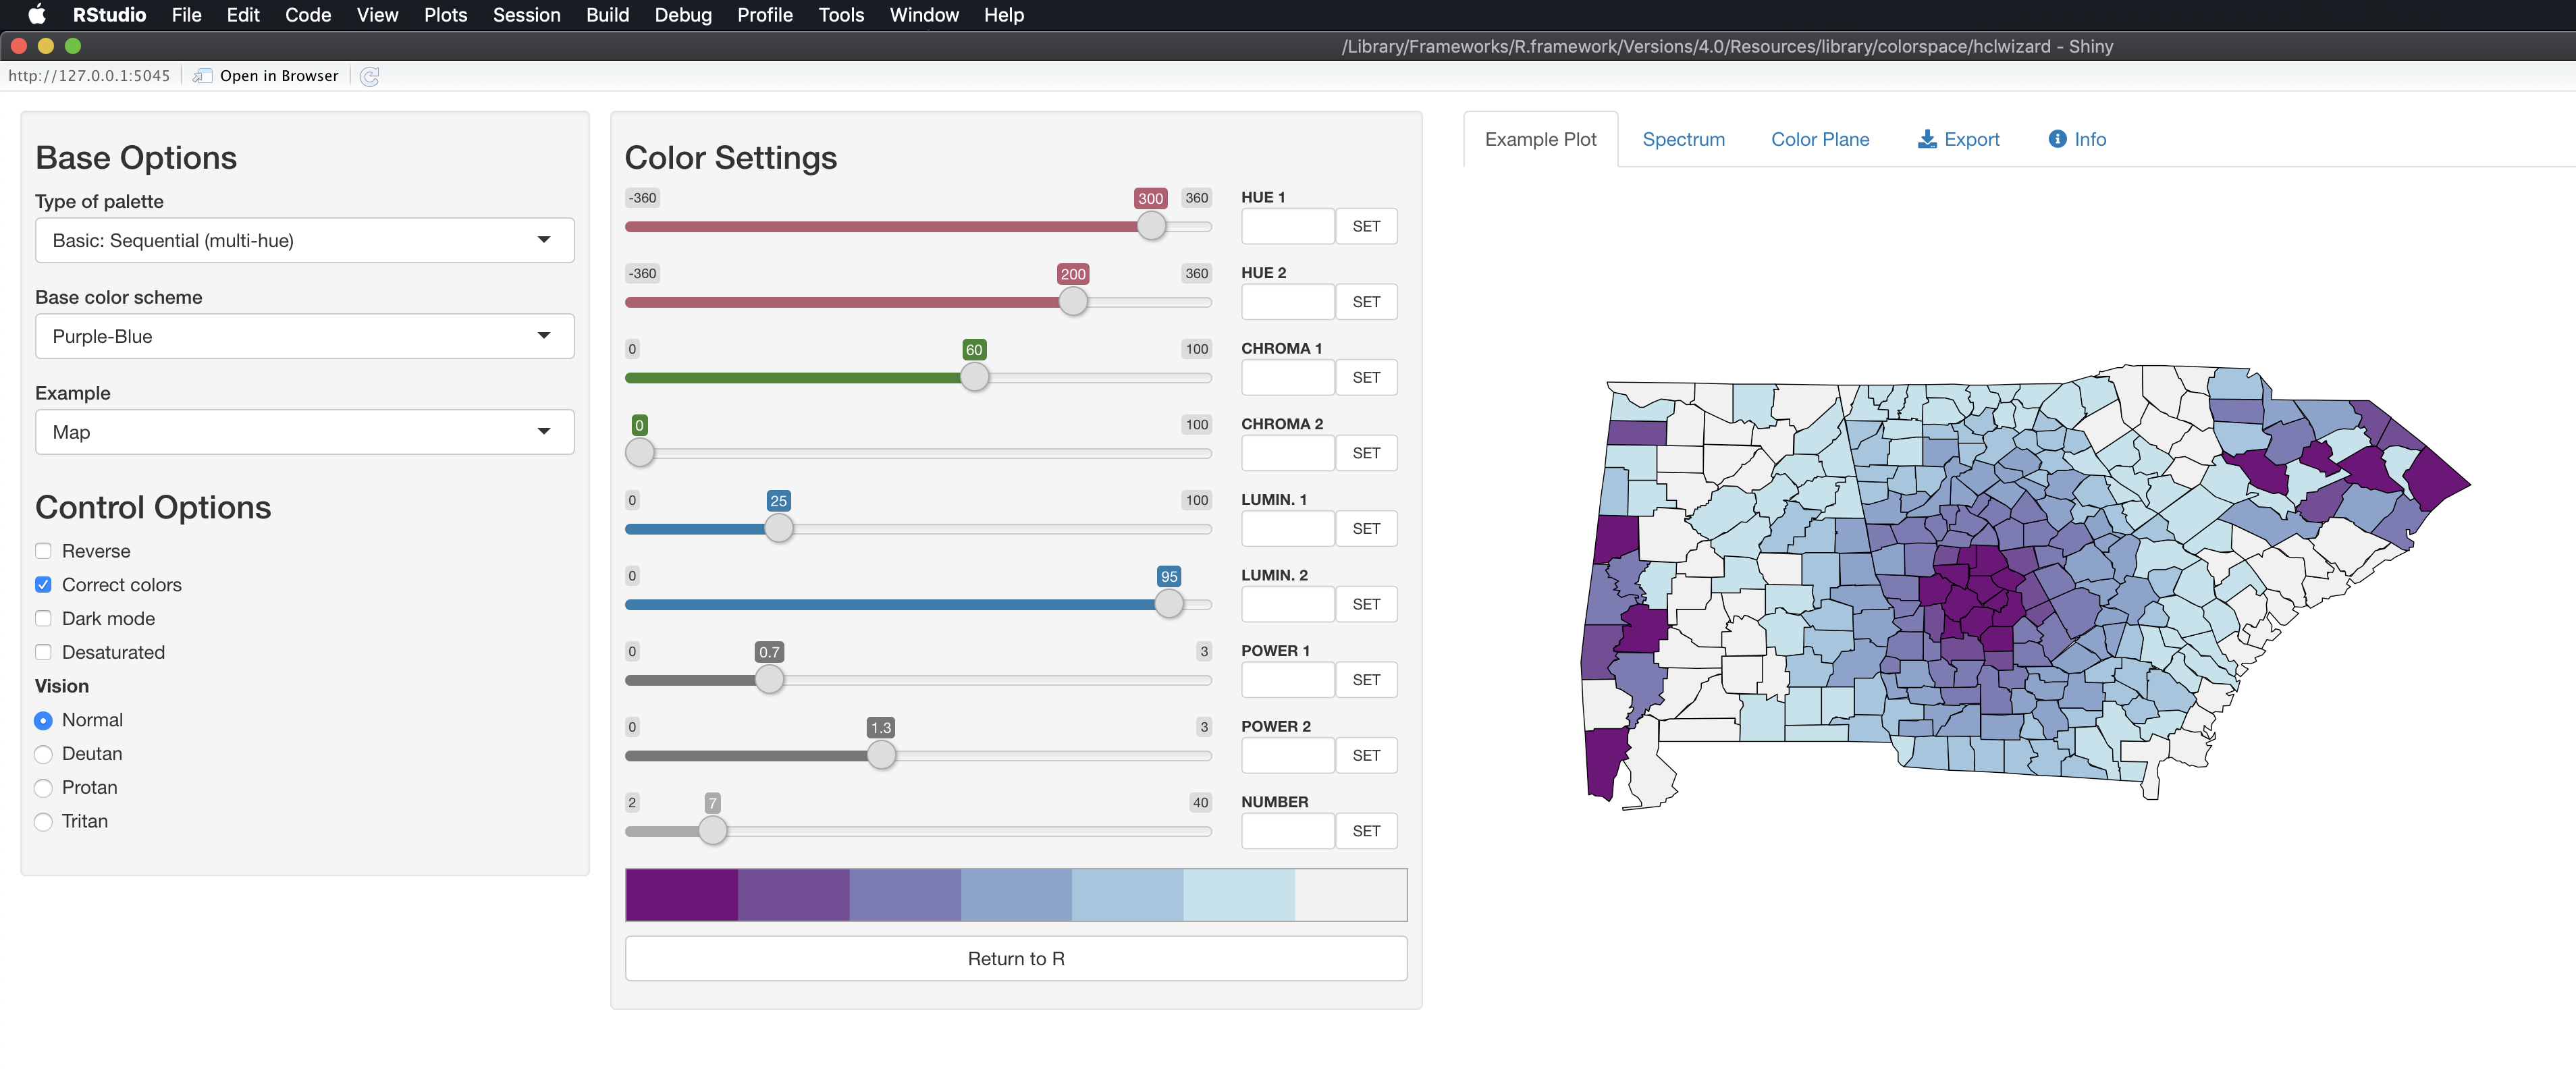 RStudio File Edit Code View Plots Session Build Debug Profile Tools Window Help
/Library/Frameworks/R.framework/Versions/4.0/Resources/library/colorspace/hclwizard - Shiny
http://127.0.0.1:5045 Open in Browser
Base Options
Type of palette
Basic: Sequential (multi-hue)
Base color scheme
Purple-Blue
Example
Map
Control Options
Reverse
Correct colors
Dark mode
Desaturated
Vision
Normal
Deutan
Protan
Tritan
Color Settings
-360 300 360 HUE 1
SET
-360 200 360 HUE 2
SET
0 60 100 CHROMA 1
SET
0 100 CHROMA 2
SET
0 25 100 LUMIN. 1
SET
0 95 LUMIN. 2
SET
0 0.7 3 POWER 1
SET
0 1.3 3 POWER 2
SET
2 7 40 NUMBER
SET
Return to R
Example Plot Spectrum Color Plane Export Info